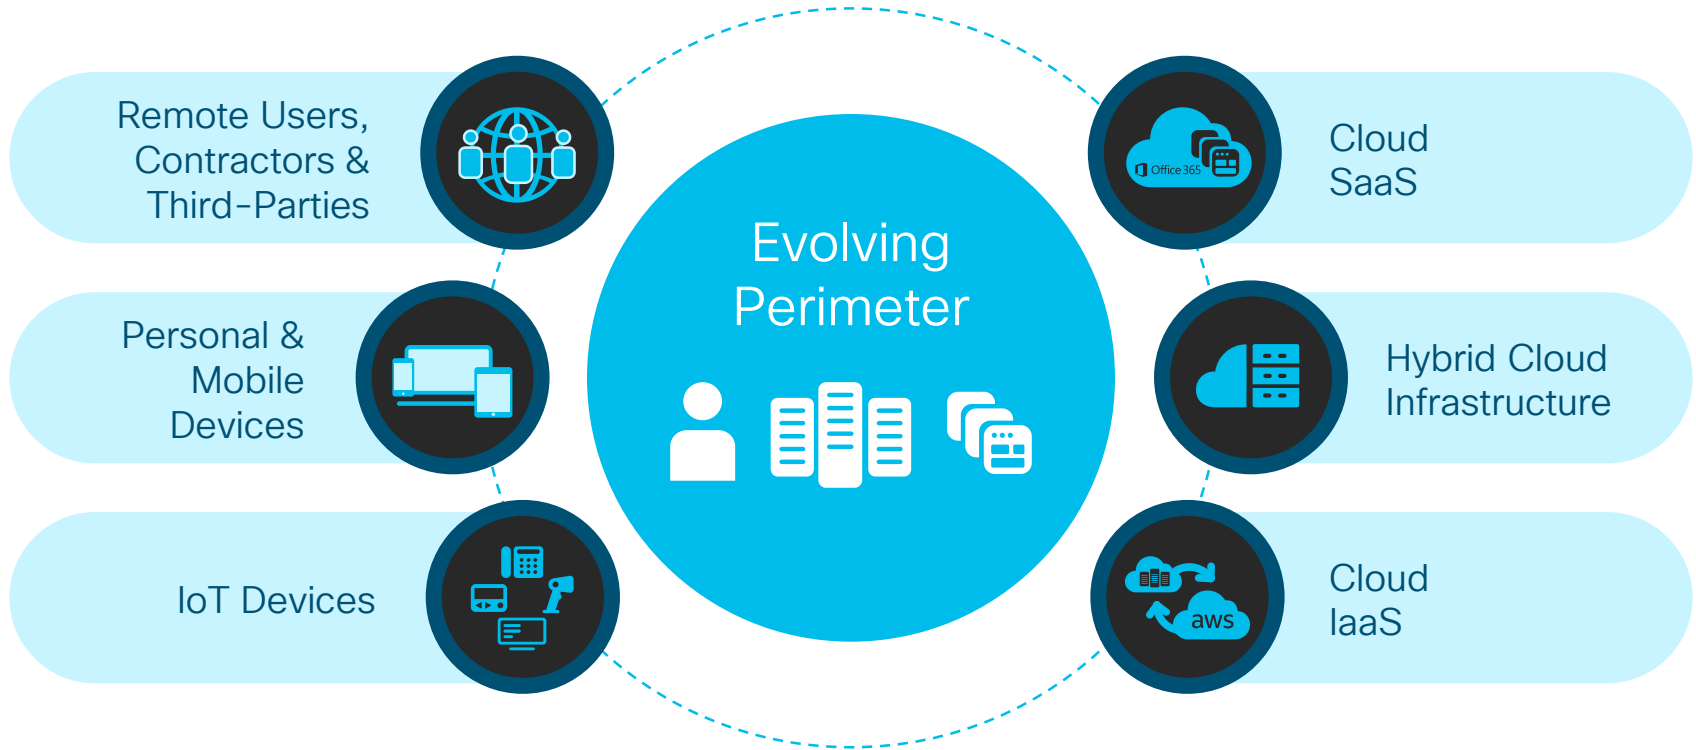 Remote Users,
Contractors &
Third-Parties
Personal &
Mobile
Devices
IoT Devices
Evolving
Perimeter
Office 365
Cloud
SaaS
Hybrid Cloud
Infrastructure
aws
Cloud
IaaS